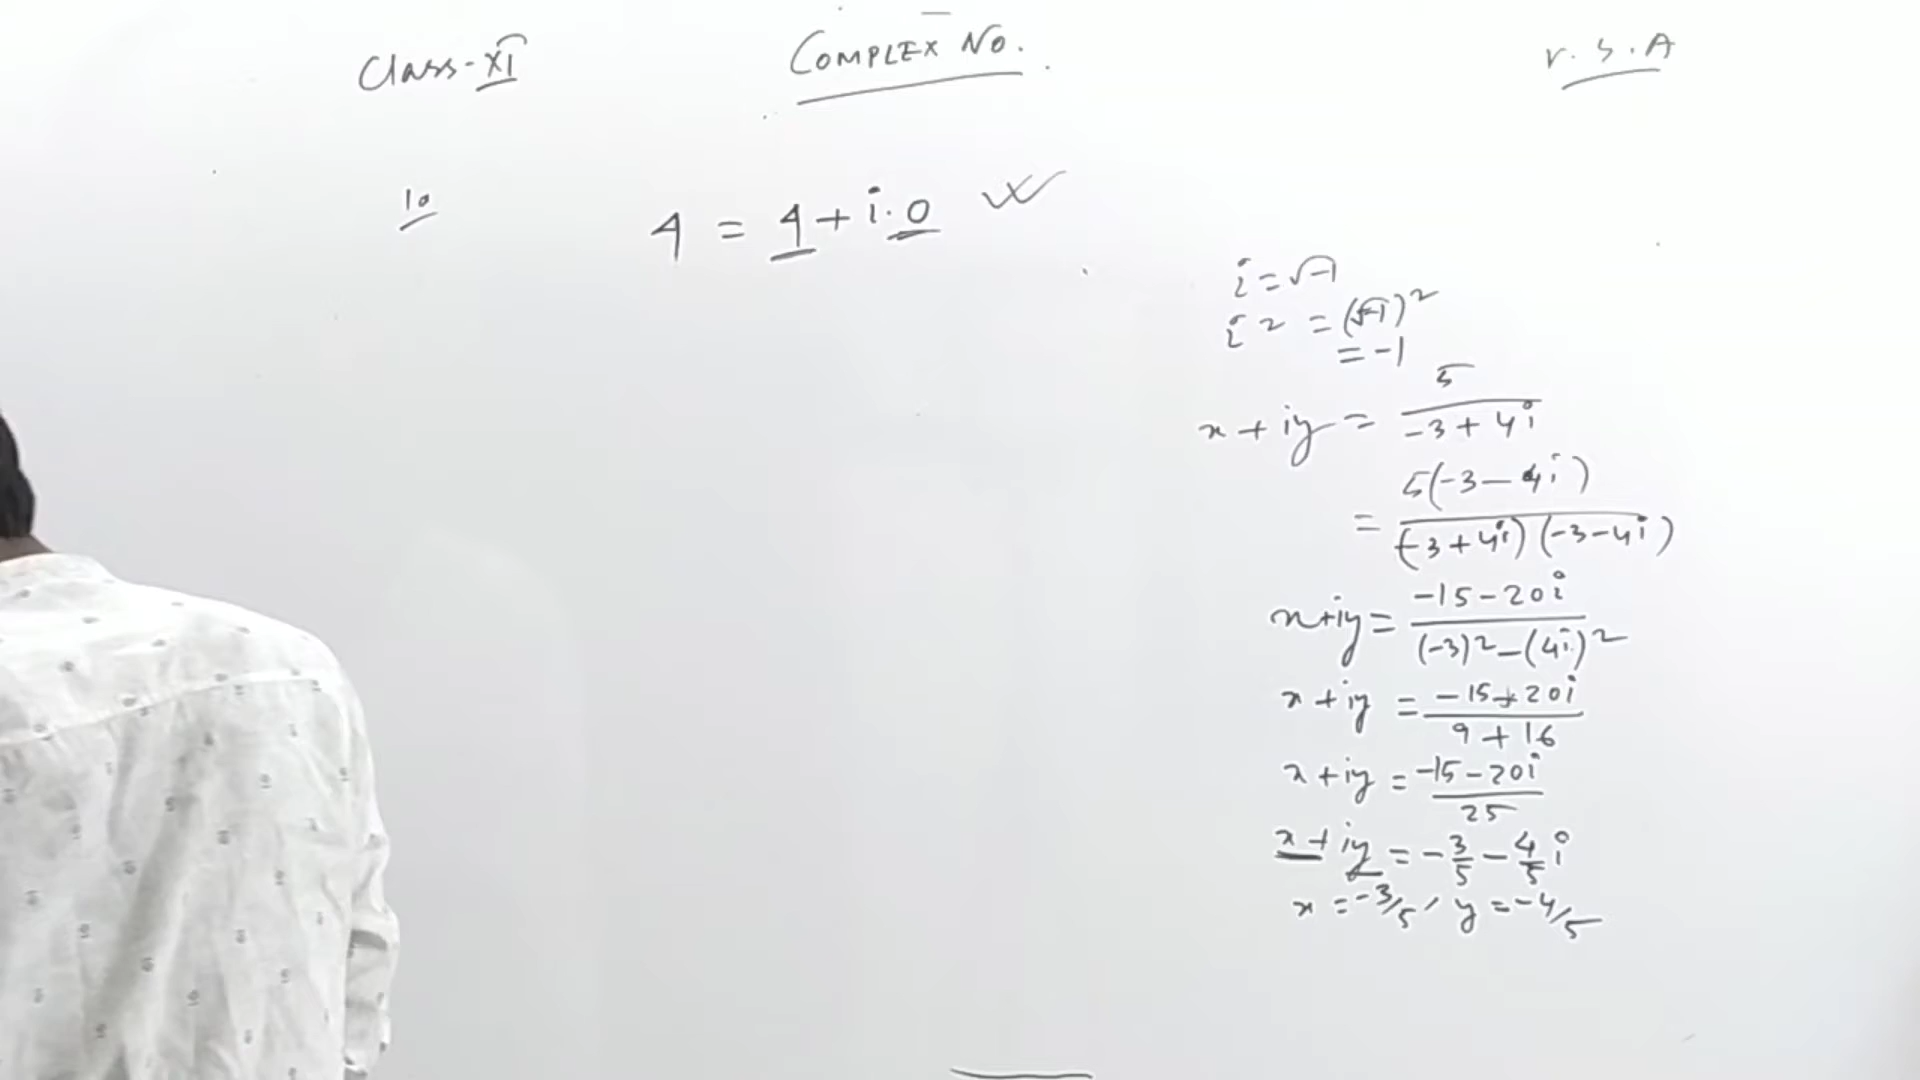 Class-XI COMPLEX NO. r.S.A
10
4 = 4+i.0
i=√-1
i2 =(√-1)²
=-1
x+iy = 5/(-3+4i)
= 5(-3-4i)/(-3+4i)(-3-4i)
x+iy = (-15-20i)/((-3)²-(4i)²)
x+iy = (-15+20i)/(9+16)
x+iy = (-15-20i)/25
x+iy = -3/5 - 4/5 i
x = -3/5, y = -4/5